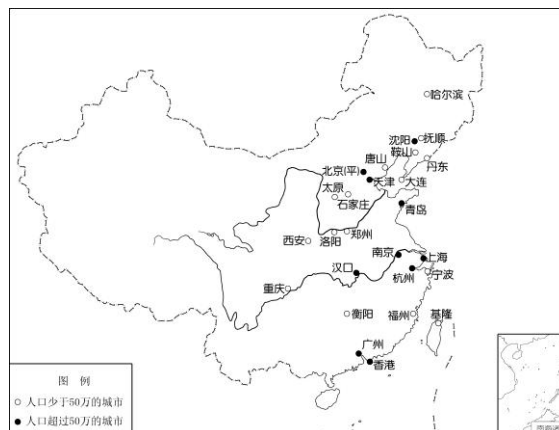 哈尔滨
沈阳
抚顺
鞍山
丹东
唐山
北京(平)
天津
大连
太原
石家庄
青岛
西安
洛阳
郑州
南京
上海
汉口
杭州
宁波
重庆
衡阳
福州
基隆
广州
香港
图 例
○ 人口少于50万的城市
● 人口超过50万的城市